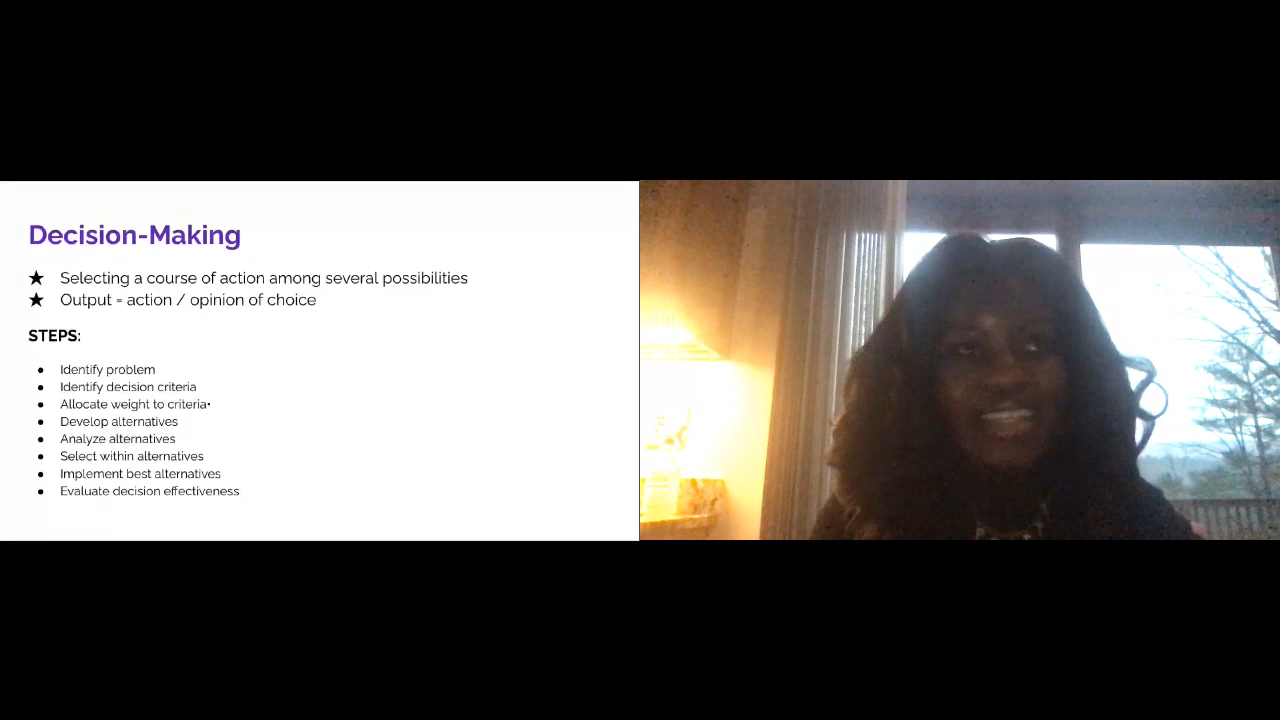 Decision-Making
★ Selecting a course of action among several possibilities
★ Output = action / opinion of choice
STEPS:
● Identify problem
● Identify decision criteria
● Allocate weight to criteria•
● Develop alternatives
● Analyze alternatives
● Select within alternatives
● Implement best alternatives
● Evaluate decision effectiveness